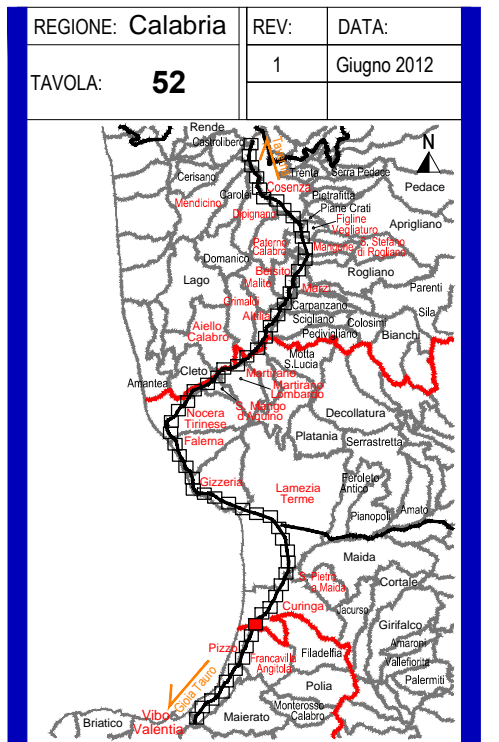 REGIONE: Calabria
REV:
DATA:
TAVOLA: 52
1
Giugno 2012
Rende
Castrolibero
N
Trenta
Serra Pedace
Cerisano
Cosenza
Pedace
Carolei
Pietrafitta
Mendicino
Dipignano
Piane Crati
Figline
Vegliaturo
Aprigliano
Paterno
Calabro
Mangone
S. Stefano
di Rogliano
Domanico
Belsito
Rogliano
Lago
Malito
Marzi
Parenti
Grimaldi
Carpanzano
Sila
Altilia
Scigliano
Colosimi
Aiello
Calabro
Pedivigliano
Bianchi
Motta
S.Lucia
Cleto
Martirano
Amantea
Martirano
Lombardo
S. Mango
d'Aquino
Nocera
Tirinese
Decollatura
Falerna
Platania
Serrastretta
Gizzeria
Feroleto
Antico
Lamezia
Terme
Pianopoli
Amato
Maida
S. Pietro
a Maida
Cortale
Curinga
Jacurso
Girifalco
Pizzo
Francavilla
Angitola
Filadelfia
Amaroni
Vallefiorita
Gioia Tauro
Polia
Palermiti
Vibo
Valentia
Briatico
Maierato
Monterosso
Calabro